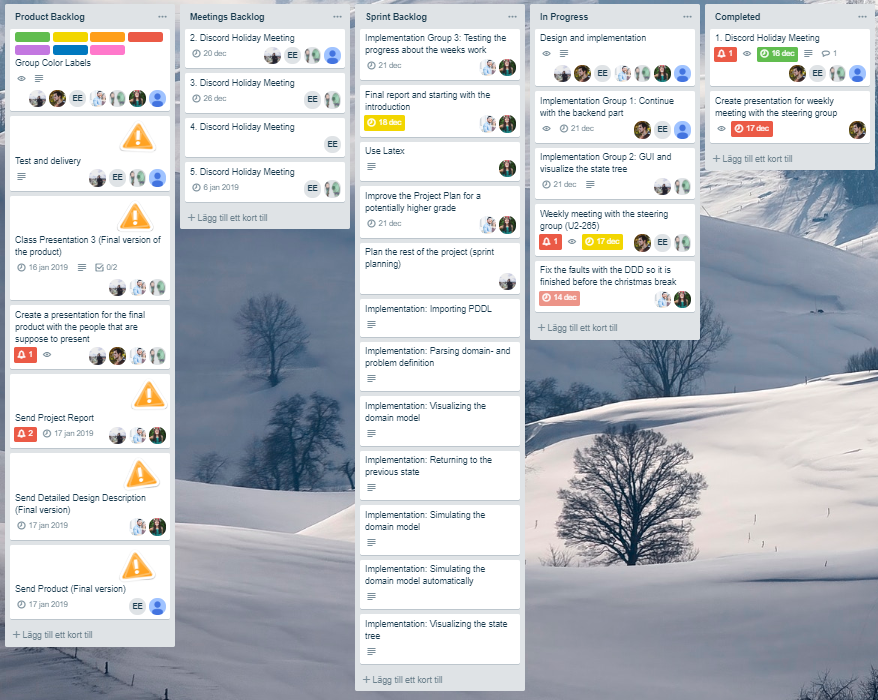 Product Backlog
Group Color Labels
EE
Test and delivery
EE
Class Presentation 3 (Final version of
the product)
16 jan 2019
0/2
Create a presentation for the final
product with the people that are
suppose to present
1
Send Project Report
2
17 jan 2019
Send Detailed Design Description
(Final version)
17 jan 2019
Send Product (Final version)
17 jan 2019
EE
+ Lägg till ett kort till
Meetings Backlog
2. Discord Holiday Meeting
20 dec
EE
3. Discord Holiday Meeting
26 dec
EE
4. Discord Holiday Meeting
EE
5. Discord Holiday Meeting
6 jan 2019
EE
+ Lägg till ett kort till
Sprint Backlog
Implementation Group 3: Testing the
progress about the weeks work
21 dec
Final report and starting with the
introduction
18 dec
Use Latex
Improve the Project Plan for a
potentially higher grade
21 dec
Plan the rest of the project (sprint
planning)
Implementation: Importing PDDL
Implementation: Parsing domain- and
problem definition
Implementation: Visualizing the
domain model
Implementation: Returning to the
previous state
Implementation: Simulating the
domain model
Implementation: Simulating the
domain model automatically
Implementation: Visualizing the state
tree
+ Lägg till ett kort till
In Progress
Design and implementation
EE
Implementation Group 1: Continue
with the backend part
21 dec
EE
Implementation Group 2: GUI and
visualize the state tree
21 dec
Weekly meeting with the steering
group (U2-265)
1
17 dec
EE
Fix the faults with the DDD so it is
finished before the christmas break
14 dec
+ Lägg till ett kort till
Completed
1. Discord Holiday Meeting
1
16 dec
1
EE
Create presentation for weekly
meeting with the steering group
17 dec
+ Lägg till ett kort till